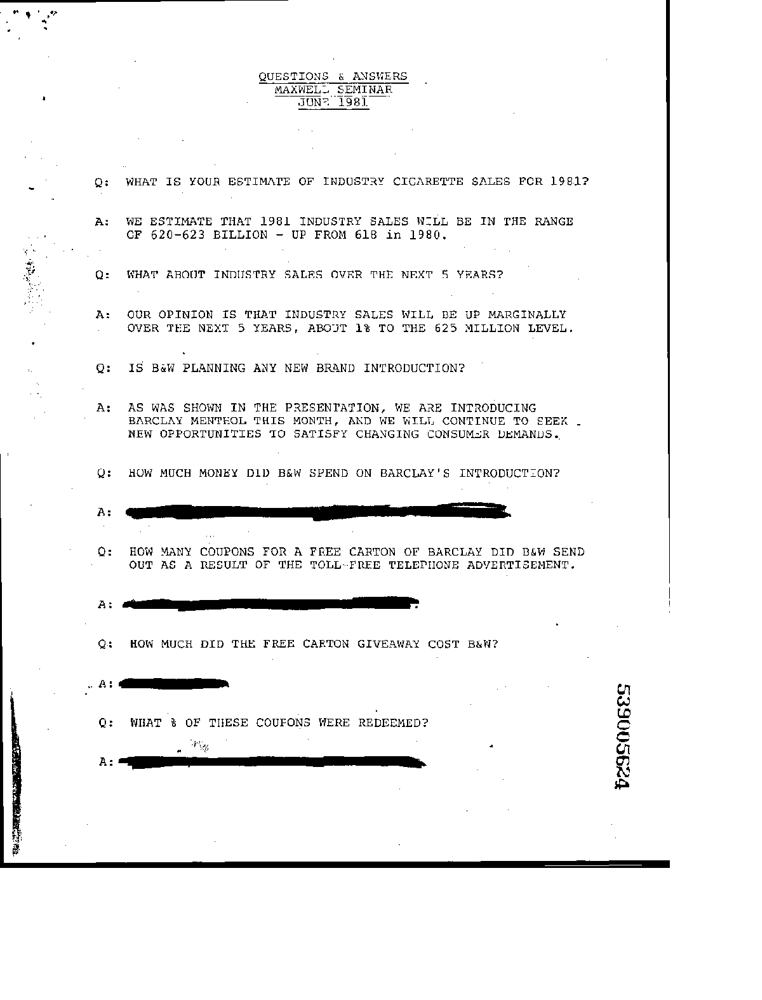 QUESTIONS & ANSWERS
MAXWELL SEMINAR
JUNE 1981
Q: WHAT IS YOUR ESTIMATE OF INDUSTRY CIGARETTE SALES FOR 1981?
A: WE ESTIMATE THAT 1981 INDUSTRY SALES WILL BE IN THE RANGE
OF 620-623 BILLION - UP FROM 618 in 1980.
Q: WHAT ABOUT INDUSTRY SALES OVER THE NEXT 5 YEARS?
A: OUR OPINION IS THAT INDUSTRY SALES WILL BE UP MARGINALLY
OVER THE NEXT 5 YEARS, ABOUT 1% TO THE 625 MILLION LEVEL.
Q: IS B&W PLANNING ANY NEW BRAND INTRODUCTION?
A: AS WAS SHOWN IN THE PRESENTATION, WE ARE INTRODUCING
BARCLAY MENTHOL THIS MONTH, AND WE WILL CONTINUE TO SEEK
NEW OPPORTUNITIES TO SATISFY CHANGING CONSUMER DEMANDS.
Q: HOW MUCH MONEY DID B&W SPEND ON BARCLAY'S INTRODUCTION?
A:
Q: HOW MANY COUPONS FOR A FREE CARTON OF BARCLAY DID B&W SEND
OUT AS A RESULT OF THE TOLL-FREE TELEPHONE ADVERTISEMENT.
A:
Q: HOW MUCH DID THE FREE CARTON GIVEAWAY COST B&W?
A:
Q: WHAT % OF THESE COUPONS WERE REDEEMED?
A:
539005624